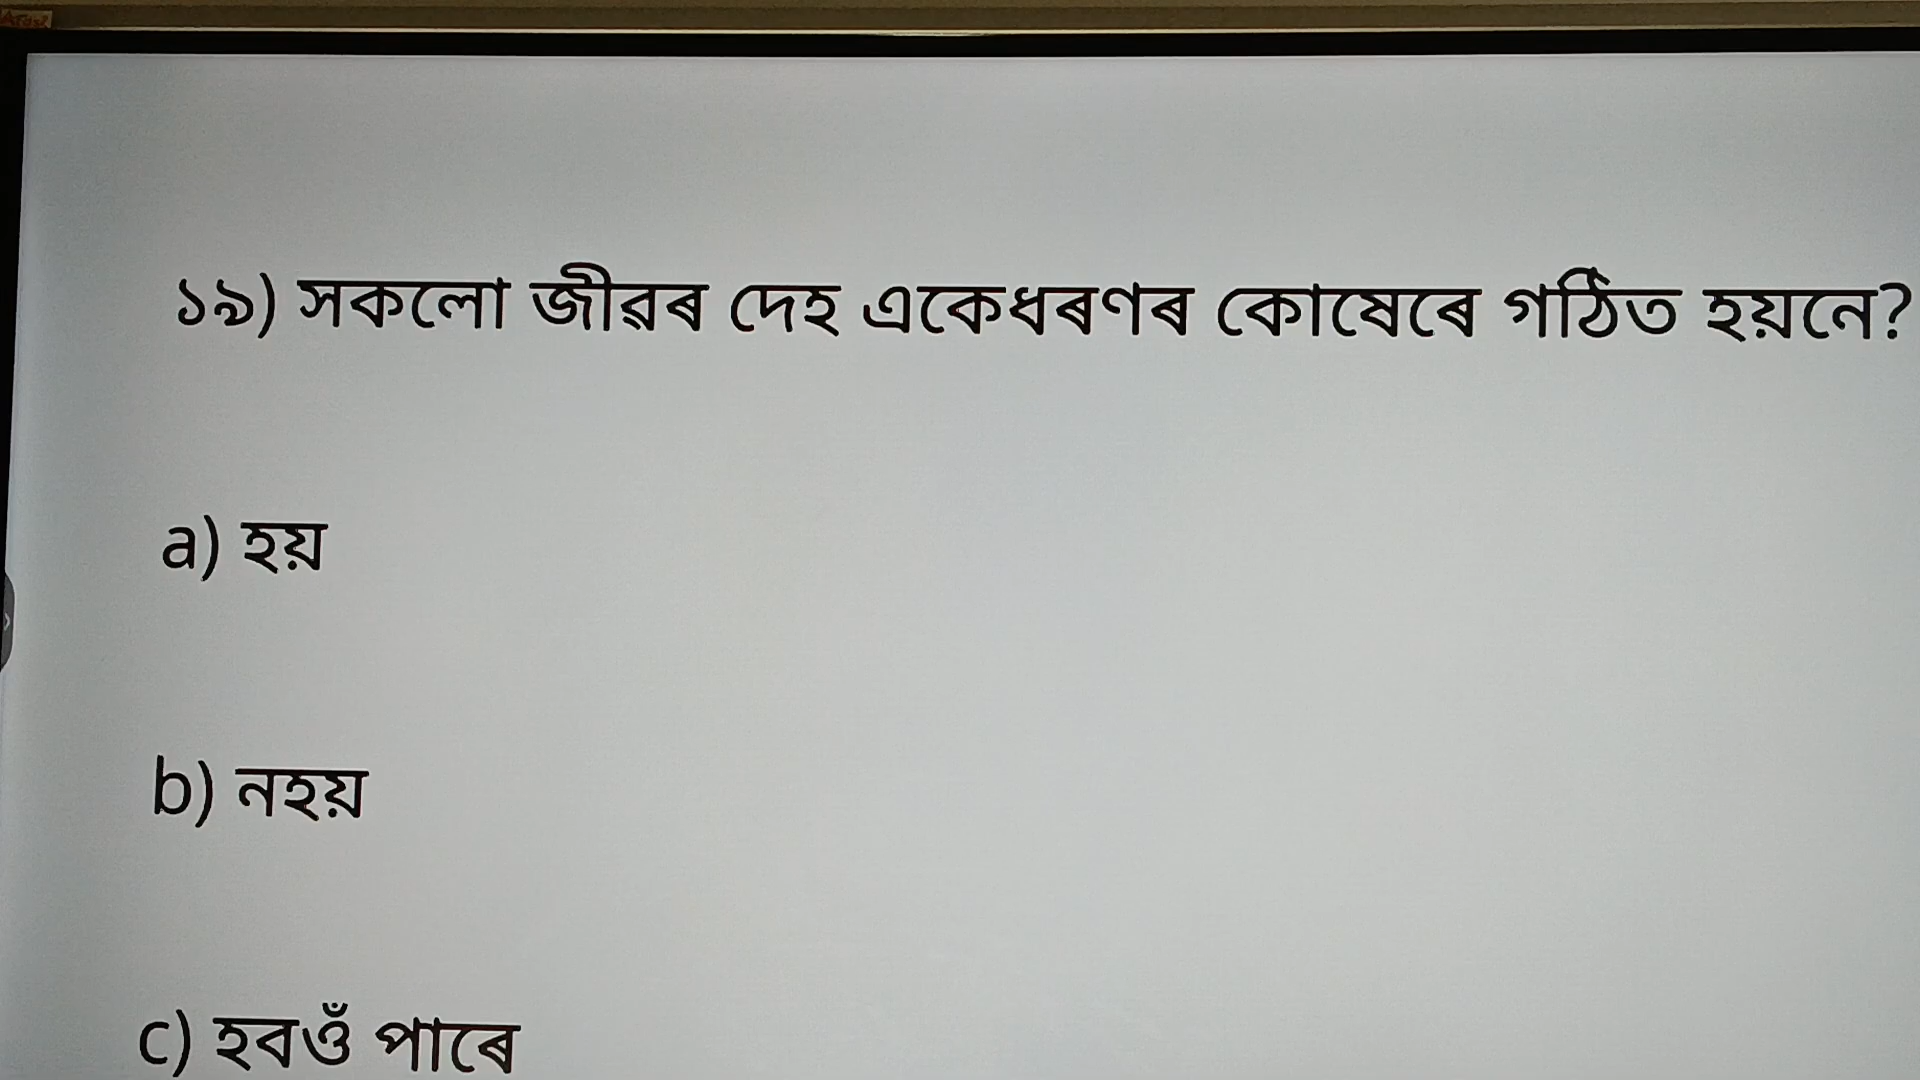 ১৯) সকলো জীৱৰ দেহ একেধৰণৰ কোষেৰে গঠিত হয়নে?
a) হয়
b) নহয়
c) হবওঁ পাৰে